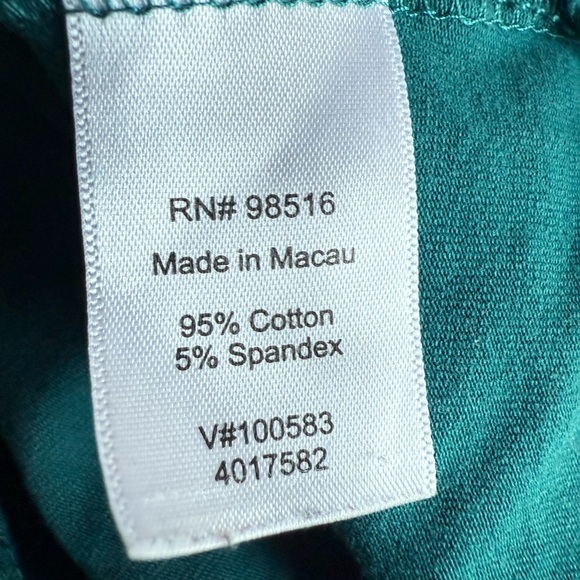 RN# 98516
Made in Macau
95% Cotton
5% Spandex
V#100583
4017582